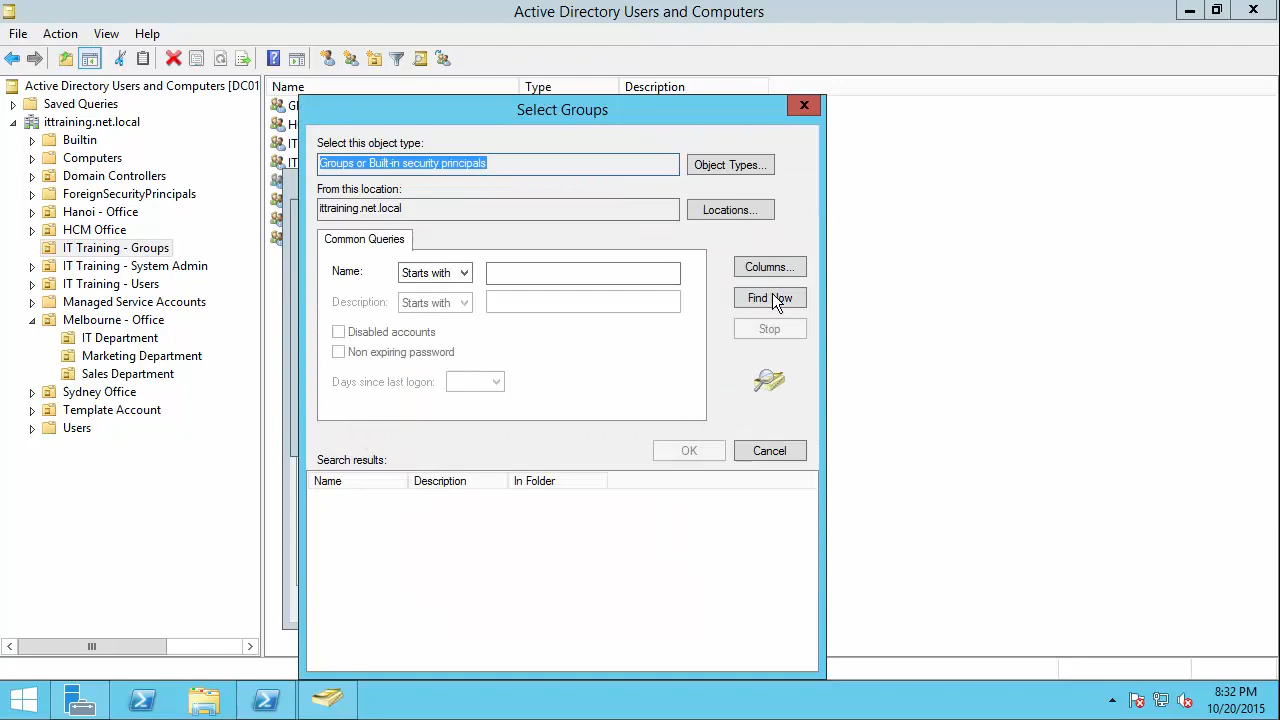 Active Directory Users and Computers
File Action View Help
Active Directory Users and Computers [DC01
Saved Queries
ittraining.net.local
Builtin
Computers
Domain Controllers
ForeignSecurityPrincipals
Hanoi - Office
HCM Office
IT Training - Groups
IT Training - System Admin
IT Training - Users
Managed Service Accounts
Melbourne - Office
IT Department
Marketing Department
Sales Department
Sydney Office
Template Account
Users
Name Type Description
IT
IT
Select Groups
Select this object type:
Groups or Built-in security principals
Object Types...
From this location:
ittraining.net.local
Locations...
Common Queries
Name: Starts with
Description: Starts with
Disabled accounts
Non expiring password
Days since last logon:
Columns...
Find Now
Stop
OK Cancel
Search results:
Name Description In Folder
8:32 PM
10/20/2015